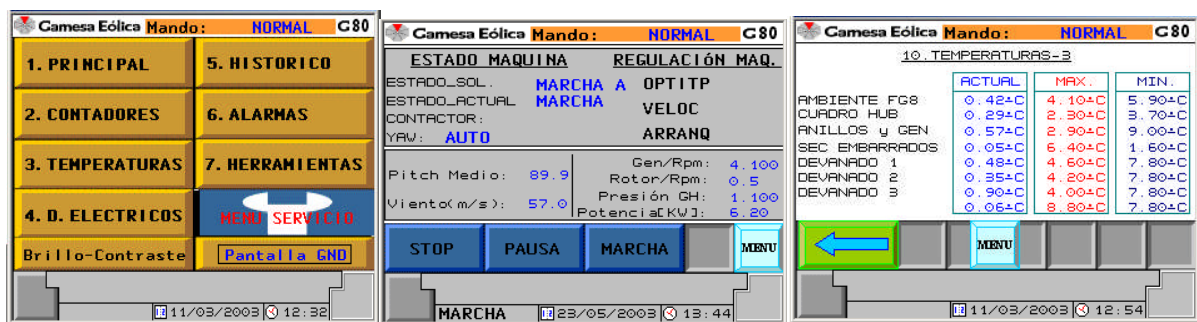 Gamesa Eólica Mando: NORMAL G80
1. PRINCIPAL
5. HISTORICO
2. CONTADORES
6. ALARMAS
3. TEMPERATURAS
7. HERRAMIENTAS
4. D. ELECTRICOS
MENU SERVICIO
Brillo-Contraste
Pantalla GND
11/03/2003 12:32
Gamesa Eólica Mando: NORMAL G80
ESTADO MAQUINA REGULACIÓN MAQ.
ESTADO_SOL. MARCHA A OPTITP
ESTADO_ACTUAL MARCHA VELOC
CONTACTOR:
YAW: AUTO ARRANQ
Pitch Medio: 89.9
Viento(m/s): 57.0
Gen/Rpm: 4.100
Rotor/Rpm: 0.5
Presión GH: 1.100
Potencia[KW]: 6.20
STOP PAUSA MARCHA MENU
MARCHA 23/05/2003 13:44
Gamesa Eólica Mando: NORMAL G80
10.TEMPERATURAS-3
ACTUAL MAX. MIN.
AMBIENTE FG8 0.42ºC 4.10ºC 5.90ºC
CUADRO HUB 0.29ºC 2.30ºC 3.70ºC
ANILLOS y GEN 0.57ºC 2.90ºC 9.00ºC
SEC EMBARRADOS 0.05ºC 6.40ºC 1.60ºC
DEVANADO 1 0.48ºC 4.60ºC 7.80ºC
DEVANADO 2 0.35ºC 4.20ºC 7.80ºC
DEVANADO 3 0.90ºC 4.00ºC 7.80ºC
0.06ºC 8.80ºC 7.80ºC
MENU
11/03/2003 12:54